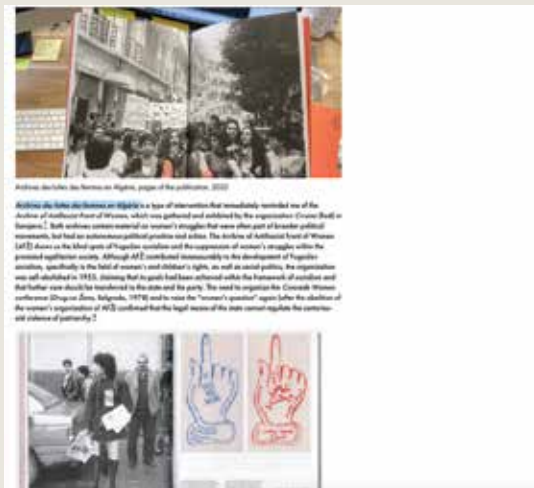 Archives des luttes des femmes en Algérie, pages of the publication, 2020
Archives des luttes des femmes en Algérie is a type of intervention that immediately reminded me of the
Archive of Antifascist Front of Women, which was gathered and exhibited by the organization Crvena (Red) in
Sarajevo. Both archives contain material on women's struggles that were often part of broader political
movements, but had an autonomous political practice and action. The Archive of Antifascist Front of Women
(AFŽ) shows us the blind spots of Yugoslav socialism and the suppression of women's struggles within the
promised egalitarian society. Although AFŽ contributed immeasurably to the development of Yugoslav
socialism, specifically in the field of women's and children's rights, as well as social politics, the organization
was self-abolished in 1953, claiming that its goals had been achieved within the framework of socialism and
that further care should be transferred to the state and the party. The need to organize the Comrade Woman
conference (Drug-ca Žena, Belgrade, 1978) and to raise the "women's question" again (after the abolition of
the women's organization of AFŽ) confirmed that the legal means of the state cannot regulate the centuries-
old violence of patriarchy.